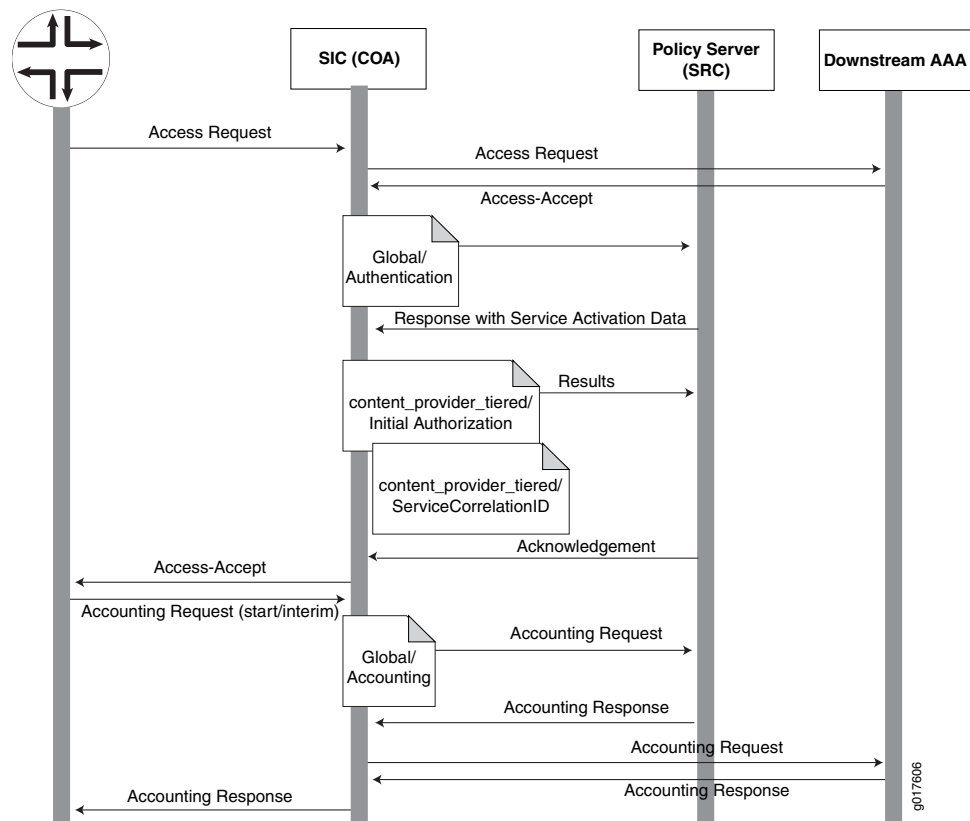 SIC (COA)
Policy Server
(SRC)
Downstream AAA
Access Request
Access Request
Access-Accept
Global/
Authentication
Response with Service Activation Data
Results
content_provider_tiered/
Initial Authorization
content_provider_tiered/
ServiceCorrelationID
Acknowledgement
Access-Accept
Accounting Request (start/interim)
Accounting Request
Global/
Accounting
Accounting Response
Accounting Request
Accounting Response
Accounting Response
g017606